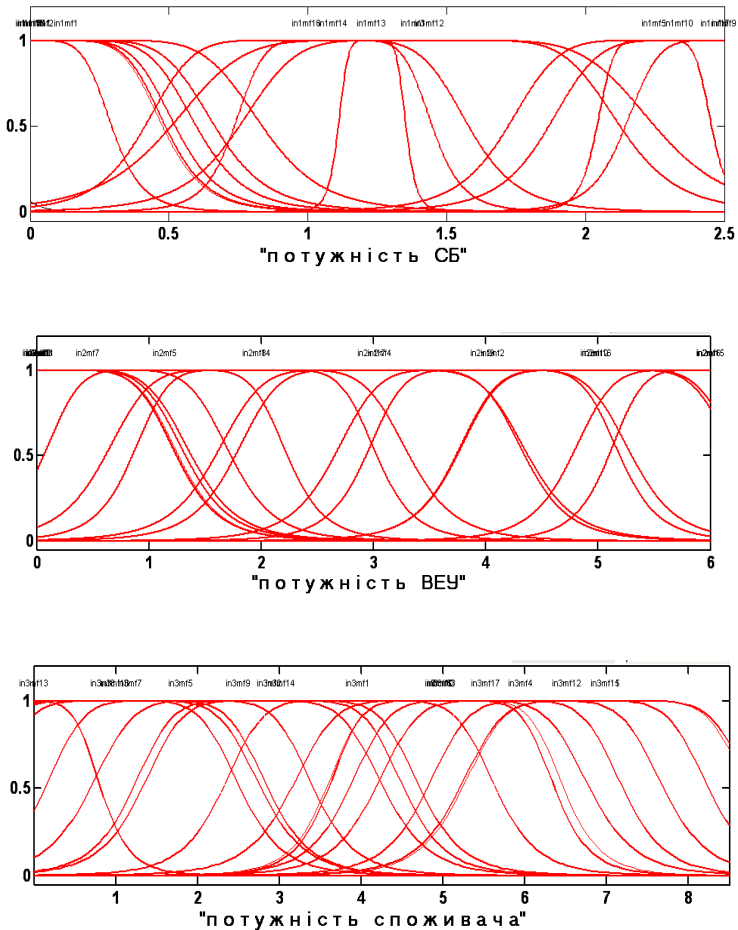 in1mf1 in1mf16 in1mf14 in1mf13 in1mf12 in1mf5 in1mf10
1
0.5
0
0 0.5 1 1.5 2 2.5
"потужність СБ"
in2mf7 in2mf5
1
0.5
0
0 1 2 3 4 5 6
"потужність ВЕУ"
in3mf13 in3mf7 in3mf5 in3mf9 in3mf14 in3mf1 in3mf17 in3mf4 in3mf12 in3mf15
1
0.5
0
1 2 3 4 5 6 7 8
"потужність споживача"